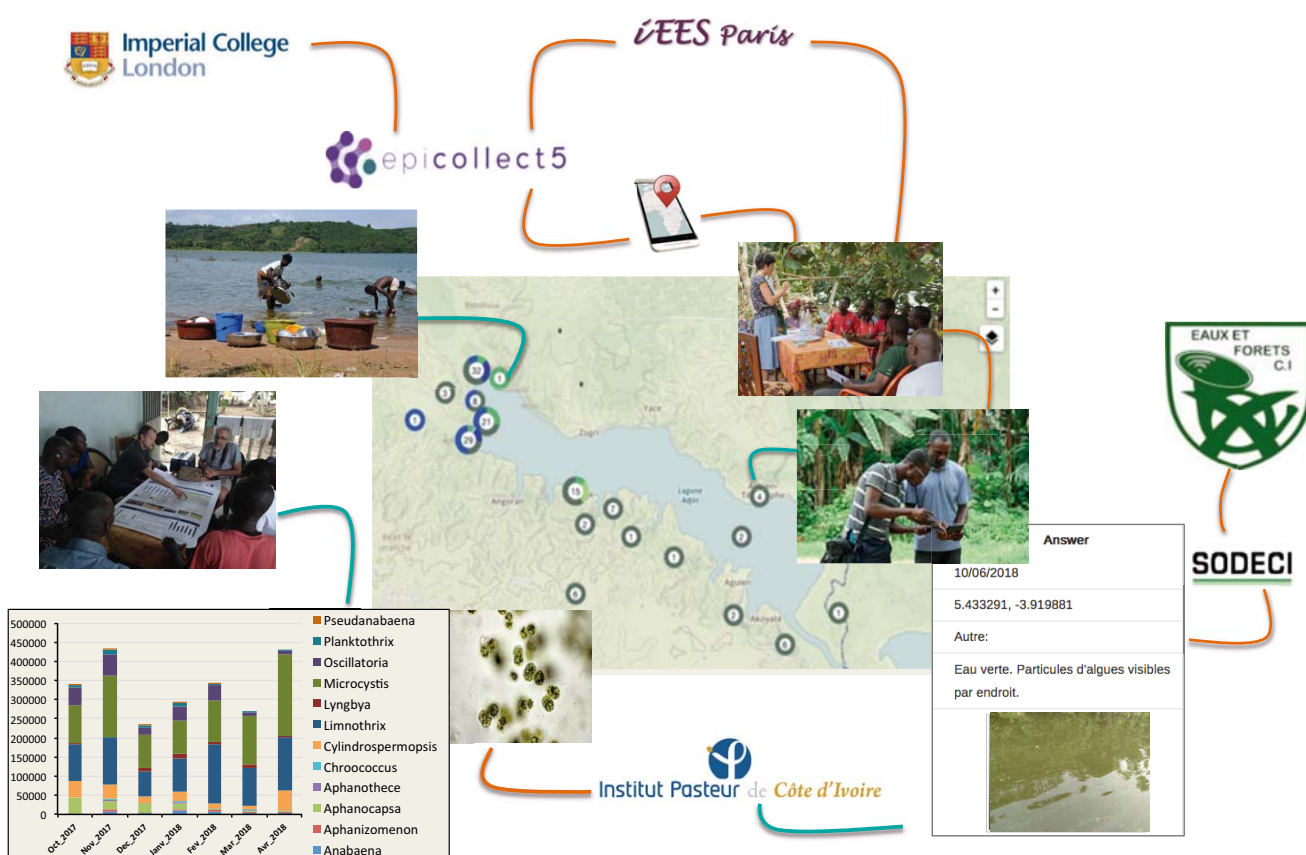 Imperial College
London
iEES Paris
epicollect5
EAUX ET
FORETS
C.I
+
−
32
1
3
6
1
21
29
Yace
Zogri
15
Angoran
7
2
1
1
Lagune
Adjin
4
2
6
Aguien
2
Akoyaté
6
1
SODECI
Answer
10/06/2018
5.433291, -3.919881
Autre:
Eau verte. Particules d'algues visibles
par endroit.
500000
450000
400000
350000
300000
250000
200000
150000
100000
50000
0
Oct_2017
Nov_2017
Dec_2017
Janv_2018
Fev_2018
Mar_2018
Avr_2018
Pseudanabaena
Planktothrix
Oscillatoria
Microcystis
Lyngbya
Limnothrix
Cylindrospermopsis
Chroococcus
Aphanothece
Aphanocapsa
Aphanizomenon
Anabaena
Institut Pasteur de Côte d'Ivoire